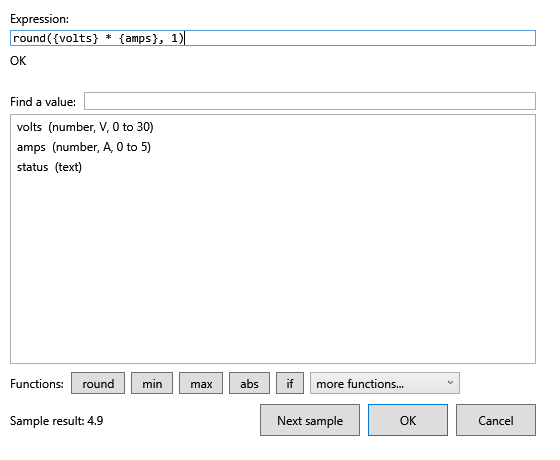 Expression:
round({volts} * {amps}, 1)
OK
Find a value:
volts (number, V, 0 to 30)
amps (number, A, 0 to 5)
status (text)
Functions: round min max abs if more functions...
Sample result: 4.9 Next sample OK Cancel